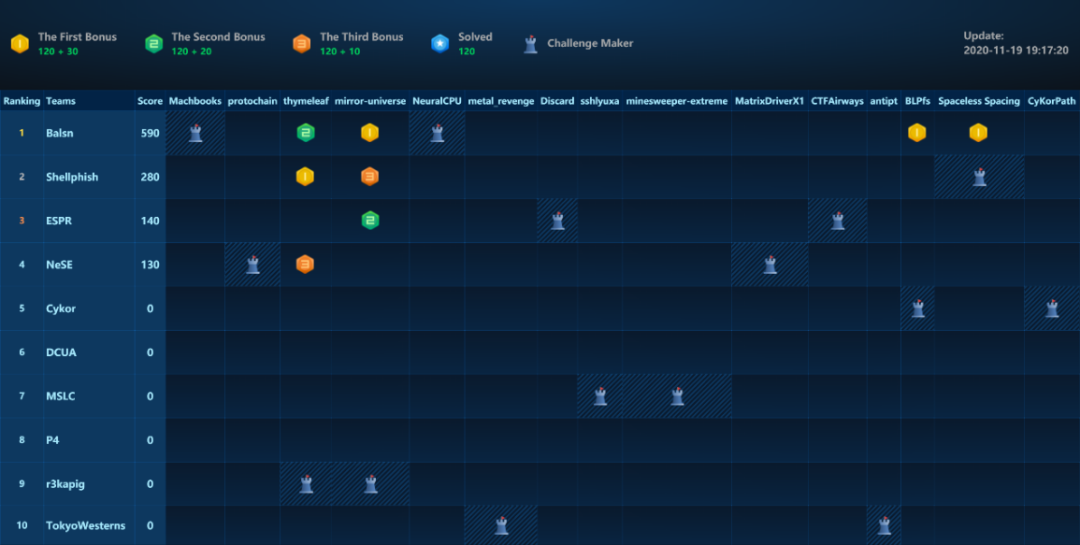 The First Bonus The Second Bonus The Third Bonus Solved Challenge Maker Update:
120 + 30 120 + 20 120 + 10 120 2020-11-19 19:17:20
Ranking Teams Score Machbooks protochain thymeleaf mirror-universe NeuralCPU metal_revenge Discard sshlyuxa minesweeper-extreme MatrixDriverX1 CTFAirways antipt BLPfs Spaceless Spacing CyKorPath
1 Balsn 590 2 1 1 1
2 Shellphish 280 1 3
3 ESPR 140 2
4 NeSE 130 3
5 Cykor 0
6 DCUA 0
7 MSLC 0
8 P4 0
9 r3kapig 0
10 TokyoWesterns 0